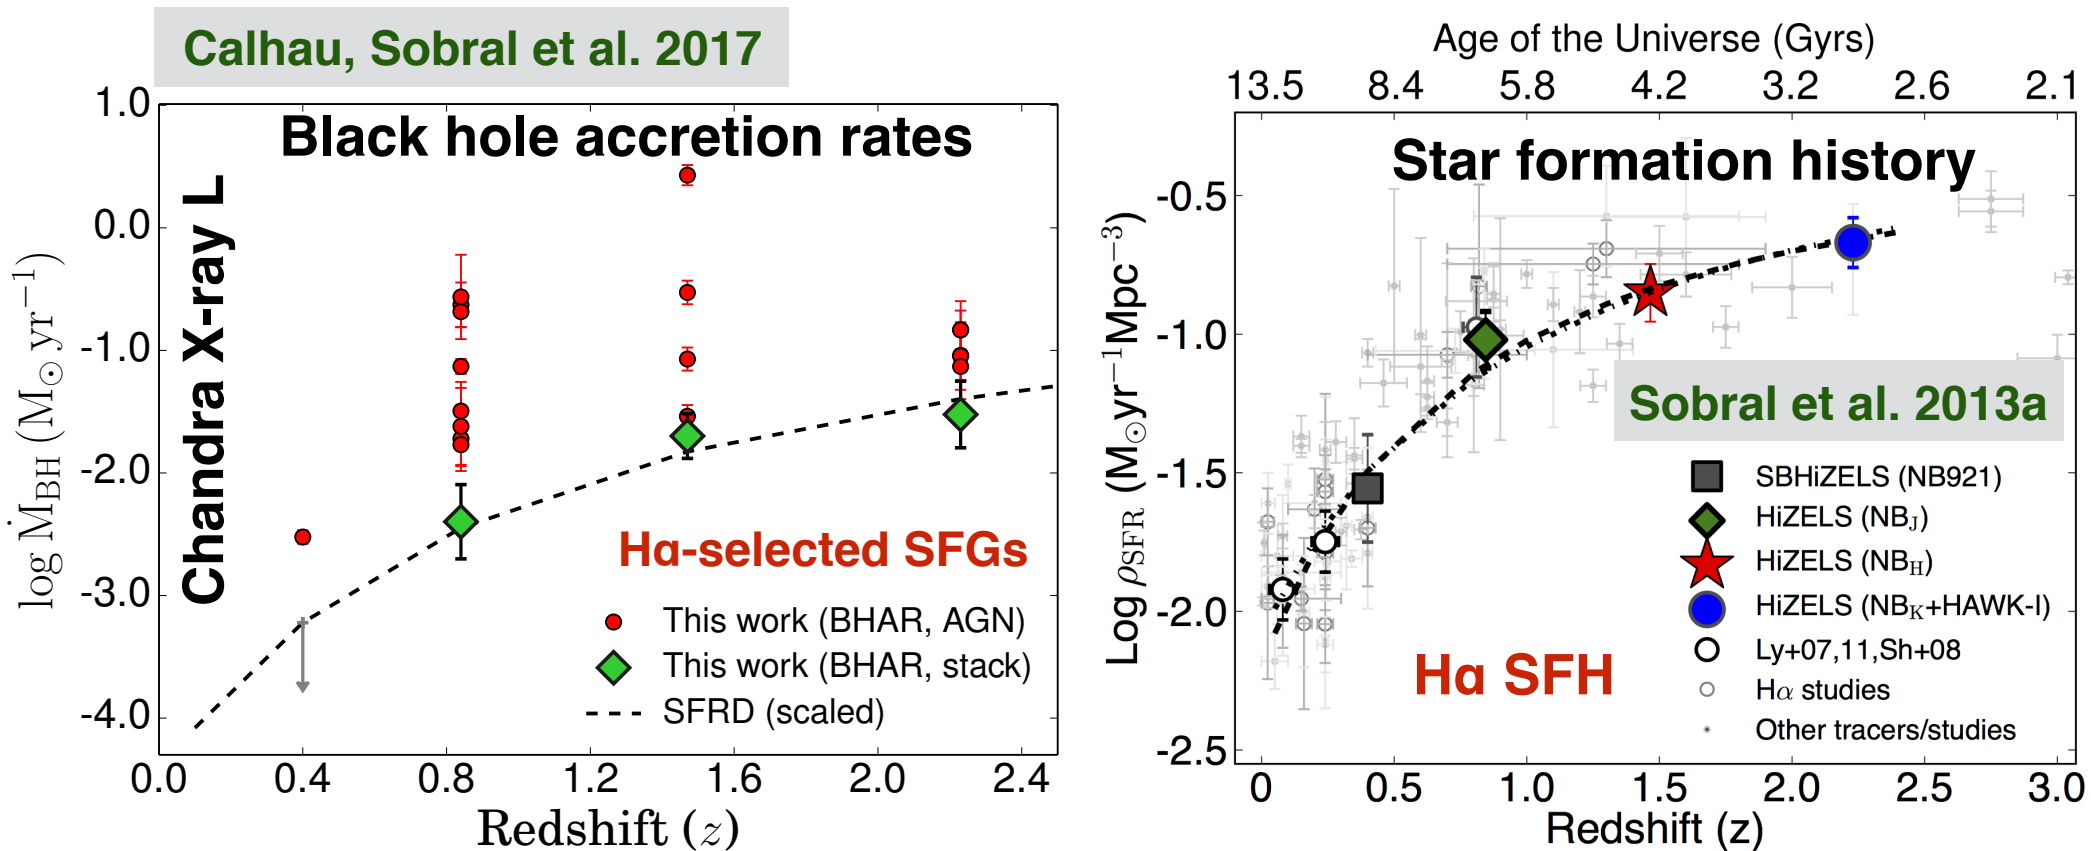 Calhau, Sobral et al. 2017
Black hole accretion rates
Chandra X-ray L
log Ṁ_BH (M_⊙ yr⁻¹)
1.0
0.0
-1.0
-2.0
-3.0
-4.0
Hα-selected SFGs
This work (BHAR, AGN)
This work (BHAR, stack)
SFRD (scaled)
0.0 0.4 0.8 1.2 1.6 2.0 2.4
Redshift (z)
Age of the Universe (Gyrs)
13.5 8.4 5.8 4.2 3.2 2.6 2.1
Star formation history
Log ρ_SFR (M_⊙yr⁻¹Mpc⁻³)
-0.5
-1.0
-1.5
-2.0
-2.5
Sobral et al. 2013a
SBHiZELS (NB921)
HiZELS (NB_J)
HiZELS (NB_H)
HiZELS (NB_K+HAWK-I)
Ly+07,11,Sh+08
Hα studies
Other tracers/studies
Hα SFH
0 0.5 1.0 1.5 2.0 2.5 3.0
Redshift (z)